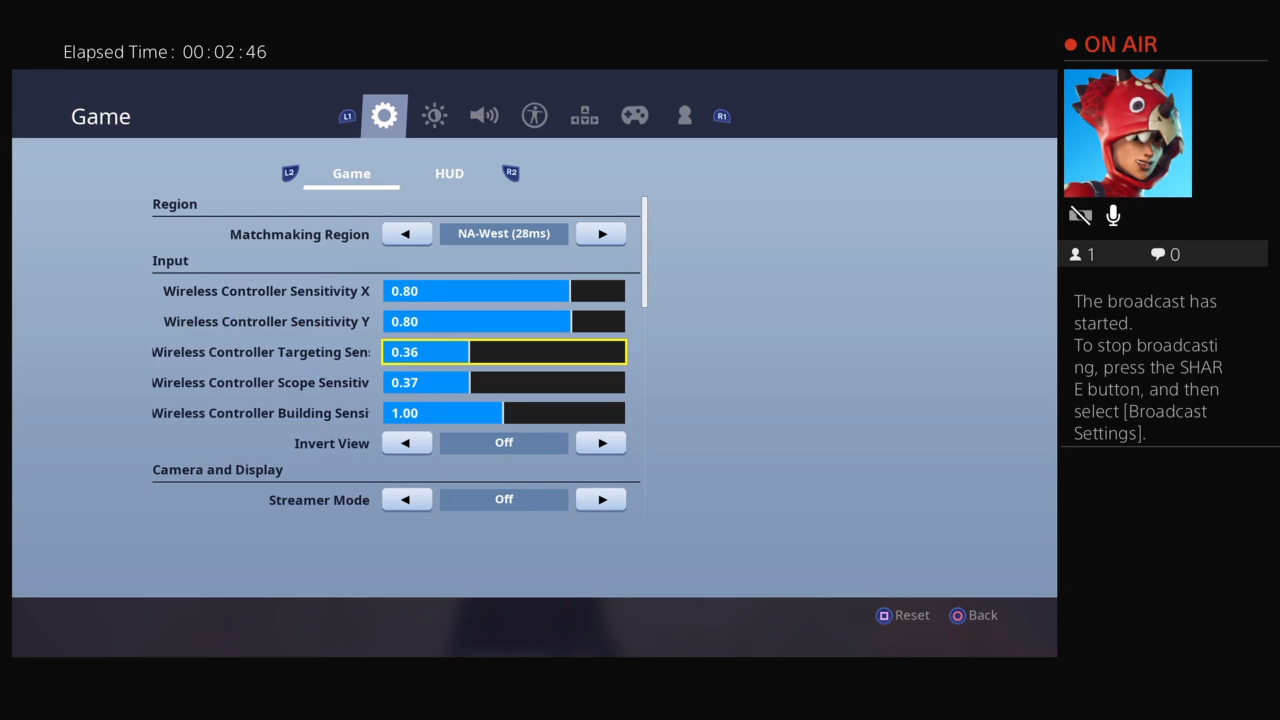 Elapsed Time: 00:02:46
ON AIR
Game
L1
R1
L2
Game
HUD
R2
Region
Matchmaking Region
NA-West (28ms)
Input
Wireless Controller Sensitivity X
0.80
Wireless Controller Sensitivity Y
0.80
Wireless Controller Targeting Sen
0.36
Wireless Controller Scope Sensitiv
0.37
Wireless Controller Building Sensi
1.00
Invert View
Off
Camera and Display
Streamer Mode
Off
Reset
Back
1
0
The broadcast has
started.
To stop broadcasti
ng, press the SHAR
E button, and then
select [Broadcast
Settings].